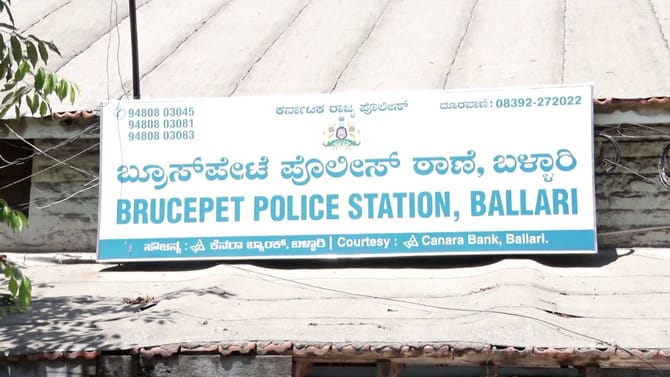 94808 03045 ಕರ್ನಾಟಕ ರಾಜ್ಯ ಪೊಲೀಸ್ ದೂರವಾಣಿ: 08392-272022
94808 03081
94808 03083
ಬ್ರೂಸ್‌ಪೇಟೆ ಪೊಲೀಸ್ ಠಾಣೆ, ಬಳ್ಳಾರಿ
BRUCEPET POLICE STATION, BALLARI
ಸೌಜನ್ಯ: ಕೆನರಾ ಬ್ಯಾಂಕ್, ಬಳ್ಳಾರಿ | Courtesy : Canara Bank, Ballari.